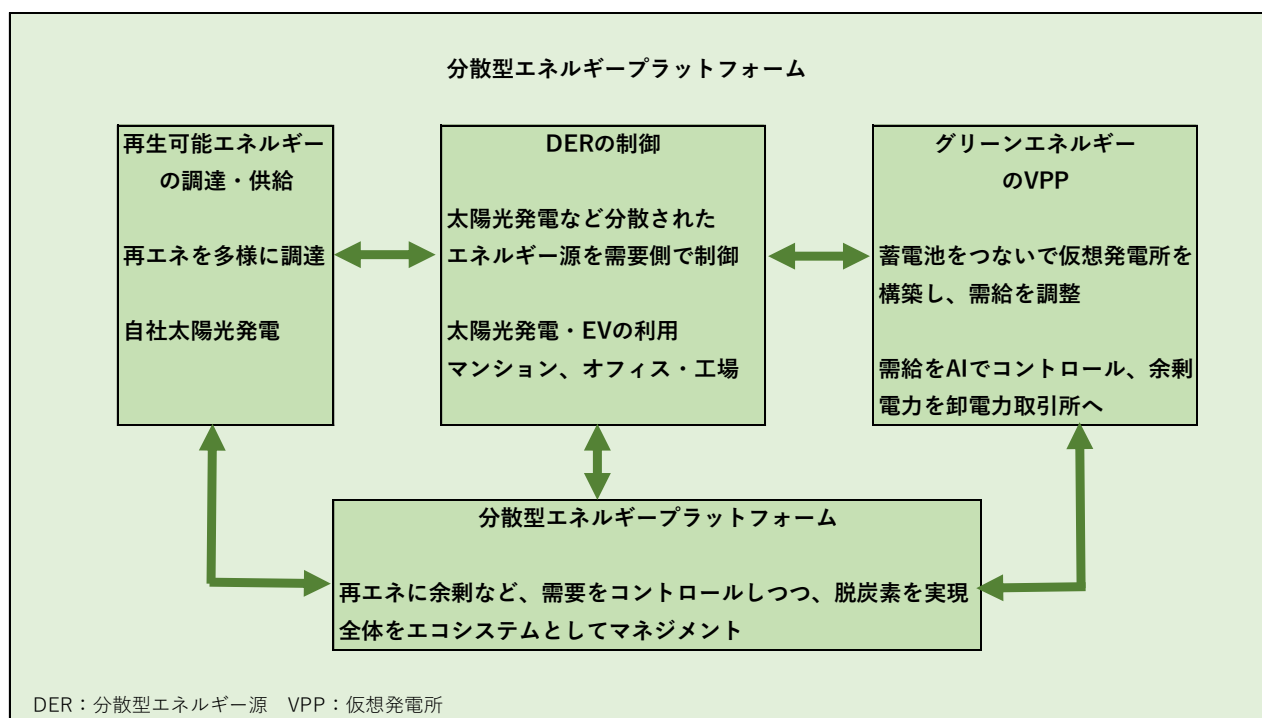 分散型エネルギープラットフォーム
再生可能エネルギー
の調達・供給
再エネを多様に調達
自社太陽光発電
DERの制御
太陽光発電など分散された
エネルギー源を需要側で制御
太陽光発電・EVの利用
マンション、オフィス・工場
グリーンエネルギー
のVPP
蓄電池をつないで仮想発電所を
構築し、需給を調整
需給をAIでコントロール、余剰
電力を卸電力取引所へ
分散型エネルギープラットフォーム
再エネに余剰など、需要をコントロールしつつ、脱炭素を実現
全体をエコシステムとしてマネジメント
DER：分散型エネルギー源　VPP：仮想発電所